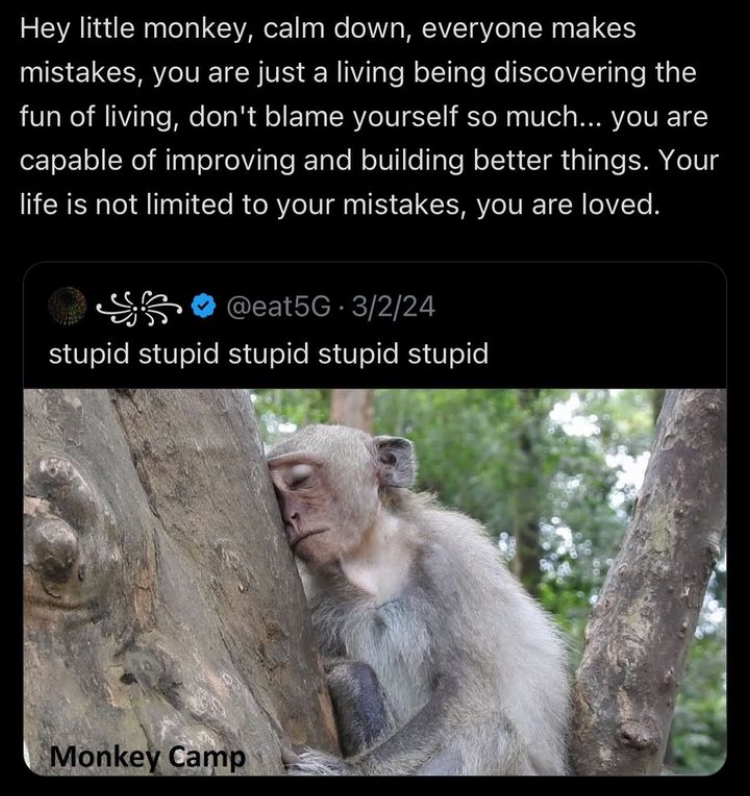 Hey little monkey, calm down, everyone makes
mistakes, you are just a living being discovering the
fun of living, don't blame yourself so much... you are
capable of improving and building better things. Your
life is not limited to your mistakes, you are loved.
@eat5G · 3/2/24
stupid stupid stupid stupid stupid
Monkey Camp